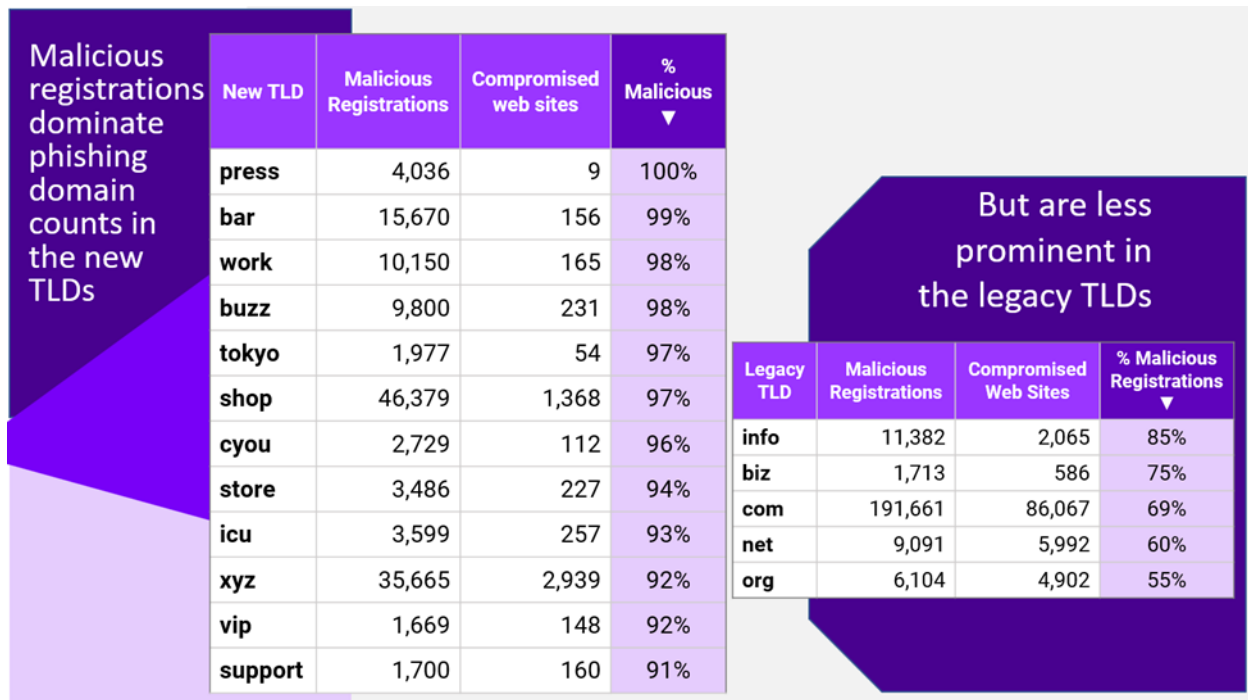 Malicious
registrations
dominate
phishing
domain
counts in
the new
TLDs
New TLD Malicious Registrations Compromised web sites % Malicious ▼
press 4,036 9 100%
bar 15,670 156 99%
work 10,150 165 98%
buzz 9,800 231 98%
tokyo 1,977 54 97%
shop 46,379 1,368 97%
cyou 2,729 112 96%
store 3,486 227 94%
icu 3,599 257 93%
xyz 35,665 2,939 92%
vip 1,669 148 92%
support 1,700 160 91%
But are less
prominent in
the legacy TLDs
Legacy TLD Malicious Registrations Compromised Web Sites % Malicious Registrations ▼
info 11,382 2,065 85%
biz 1,713 586 75%
com 191,661 86,067 69%
net 9,091 5,992 60%
org 6,104 4,902 55%